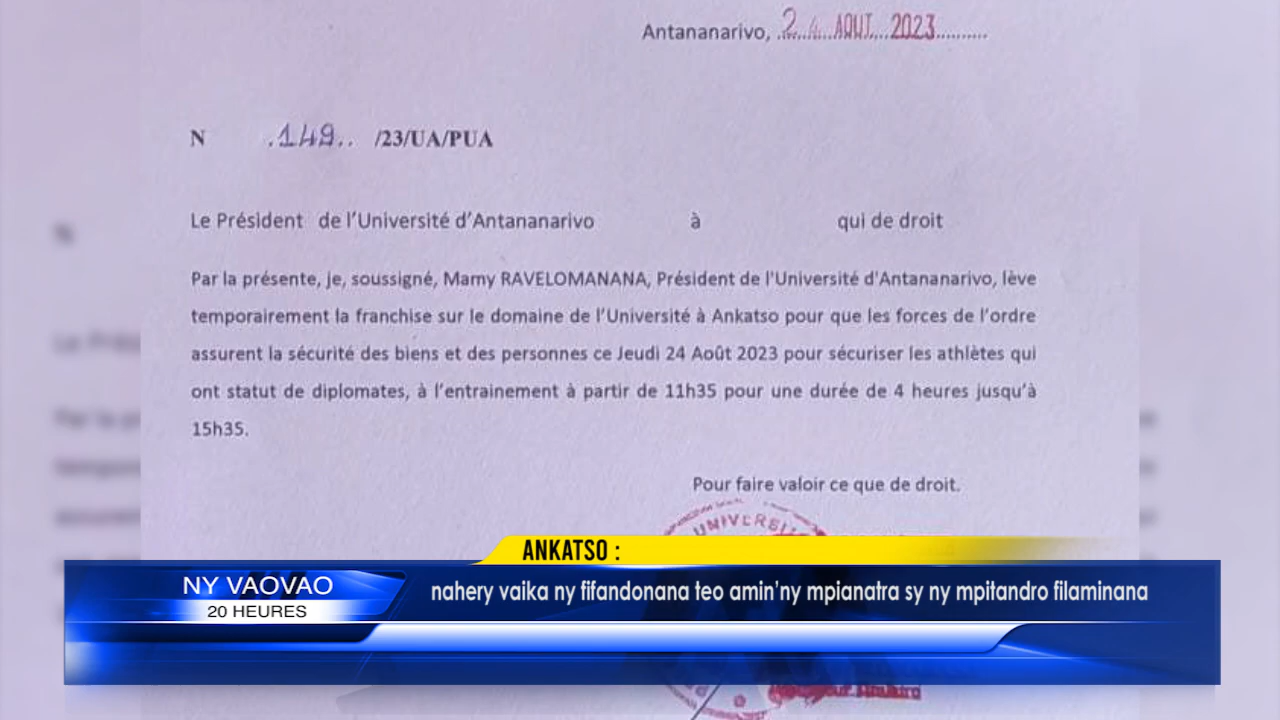 Antananarivo, 24 AOUT 2023
N .149.. /23/UA/PUA
Le Président de l'Université d'Antananarivo à qui de droit
Par la présente, je, soussigné, Mamy RAVELOMANANA, Président de l'Université d'Antananarivo, lève
temporairement la franchise sur le domaine de l'Université à Ankatso pour que les forces de l'ordre
assurent la sécurité des biens et des personnes ce Jeudi 24 Août 2023 pour sécuriser les athlètes qui
ont statut de diplomates, à l'entrainement à partir de 11h35 pour une durée de 4 heures jusqu'à
15h35.
Pour faire valoir ce que de droit.
ANKATSO :
NY VAOVAO
20 HEURES
nahery vaika ny fifandonana teo amin'ny mpianatra sy ny mpitandro filaminana